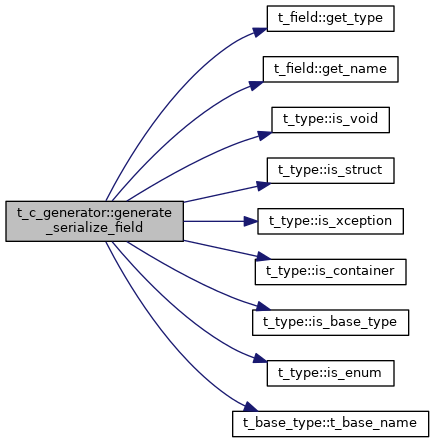 t_field::get_type
t_field::get_name
t_type::is_void
t_type::is_struct
t_c_generator::generate
_serialize_field
t_type::is_xception
t_type::is_container
t_type::is_base_type
t_type::is_enum
t_base_type::t_base_name